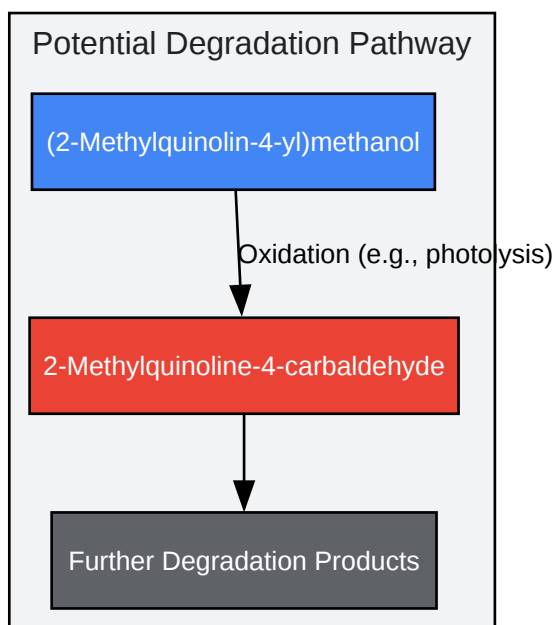 Potential Degradation Pathway
(2-Methylquinolin-4-yl)methanol
Oxidation (e.g., photolysis)
2-Methylquinoline-4-carbaldehyde
Further Degradation Products